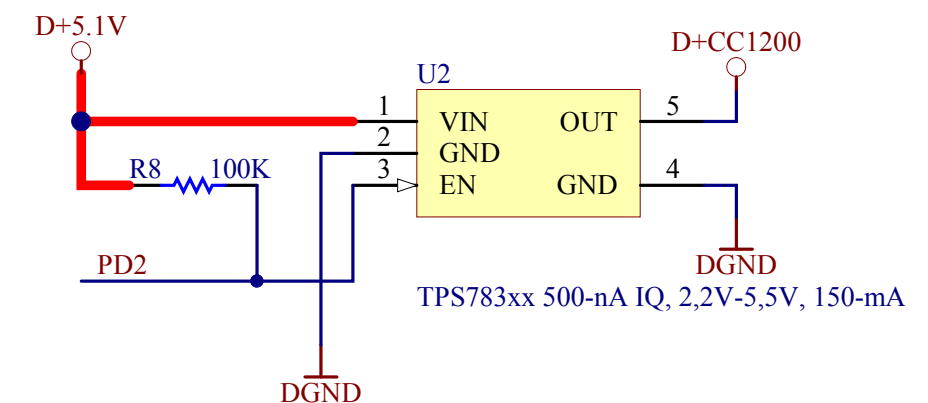 D+5.1V
D+CC1200
U2
1 VIN OUT 5
2 GND
3 EN GND 4
R8 100K
PD2
DGND
TPS783xx 500-nA IQ, 2,2V-5,5V, 150-mA
DGND